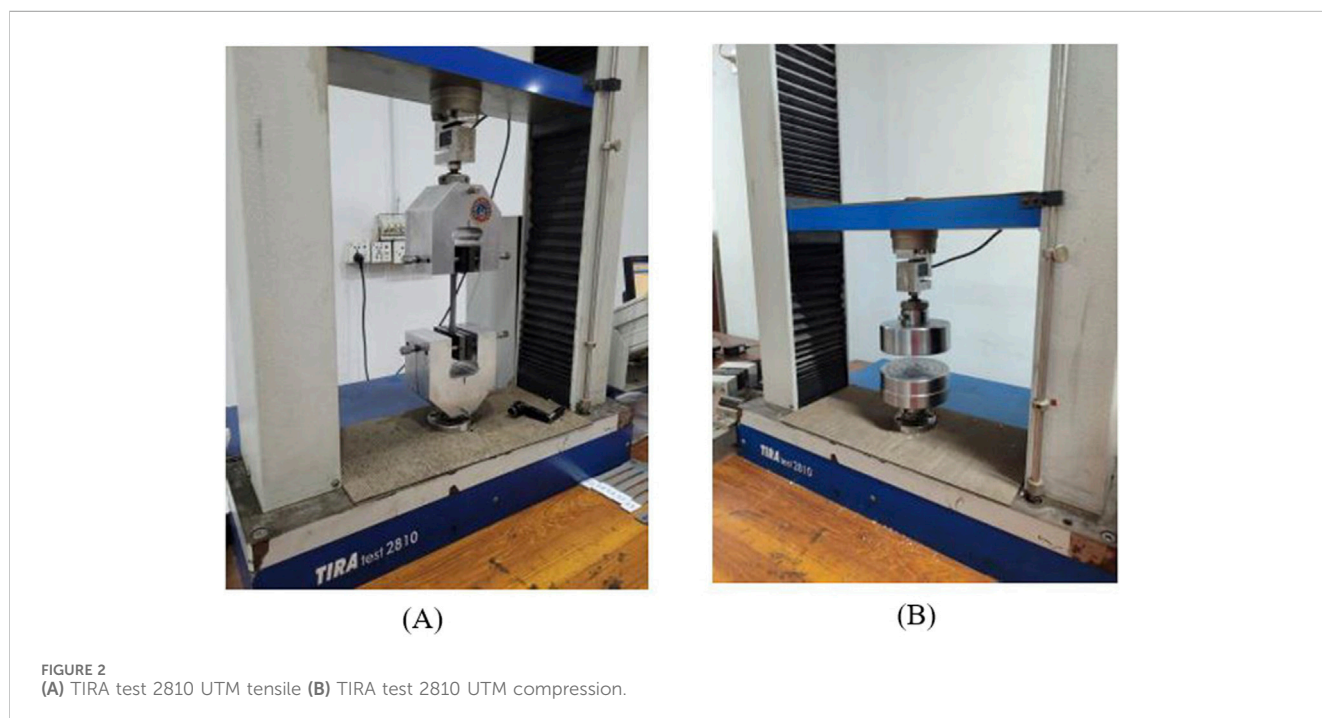 TIRA test 2810
TIRA test 2810
(A)
(B)
FIGURE 2
(A) TIRA test 2810 UTM tensile (B) TIRA test 2810 UTM compression.